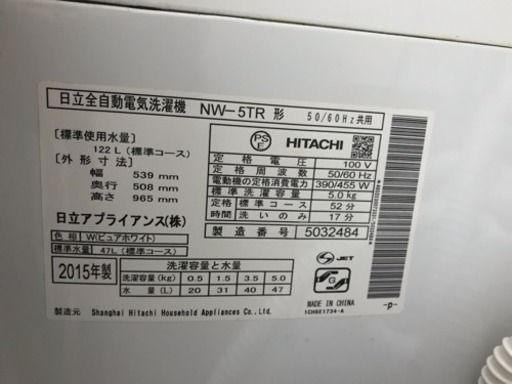 日立全自動電気洗濯機 NW-5TR 形 50/60Hz共用
[標準使用水量]
122 L (標準コース)
[外形寸法]
幅 539 mm
奥行 508 mm
高さ 965 mm
日立アプライアンス(株)
色相 W(ピュアホワイト)
標準水量 47L (標準コース)
PSE HITACHI
定格電圧 100 V
定格周波数 50/60 Hz
電動機の定格消費電力 390/455 W
標準洗濯容量 5.0 kg
定格時間 標準コース 52 分
洗いのみ 17 分
製造番号 5032484
2015年製
洗濯容量と水量
洗濯容量(kg) 0.5 1.5 3.5 5.0
水量(L) 20 31 40 47
S JET
G
MADE IN CHINA
1CH6E1734-A
-P-
製造元 Shanghai Hitachi Household Appliances Co., Ltd.